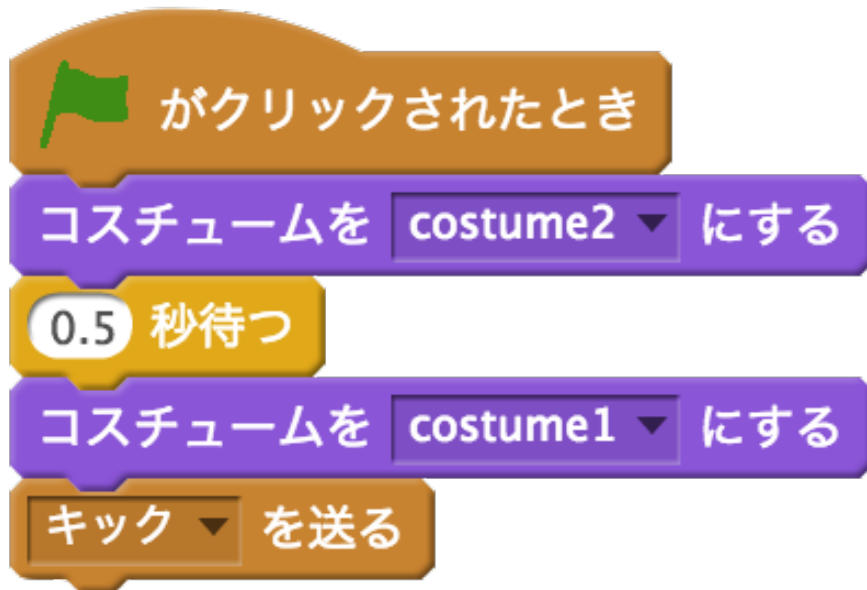 がクリックされたとき
コスチュームを costume2 にする
0.5 秒待つ
コスチュームを costume1 にする
キック を送る